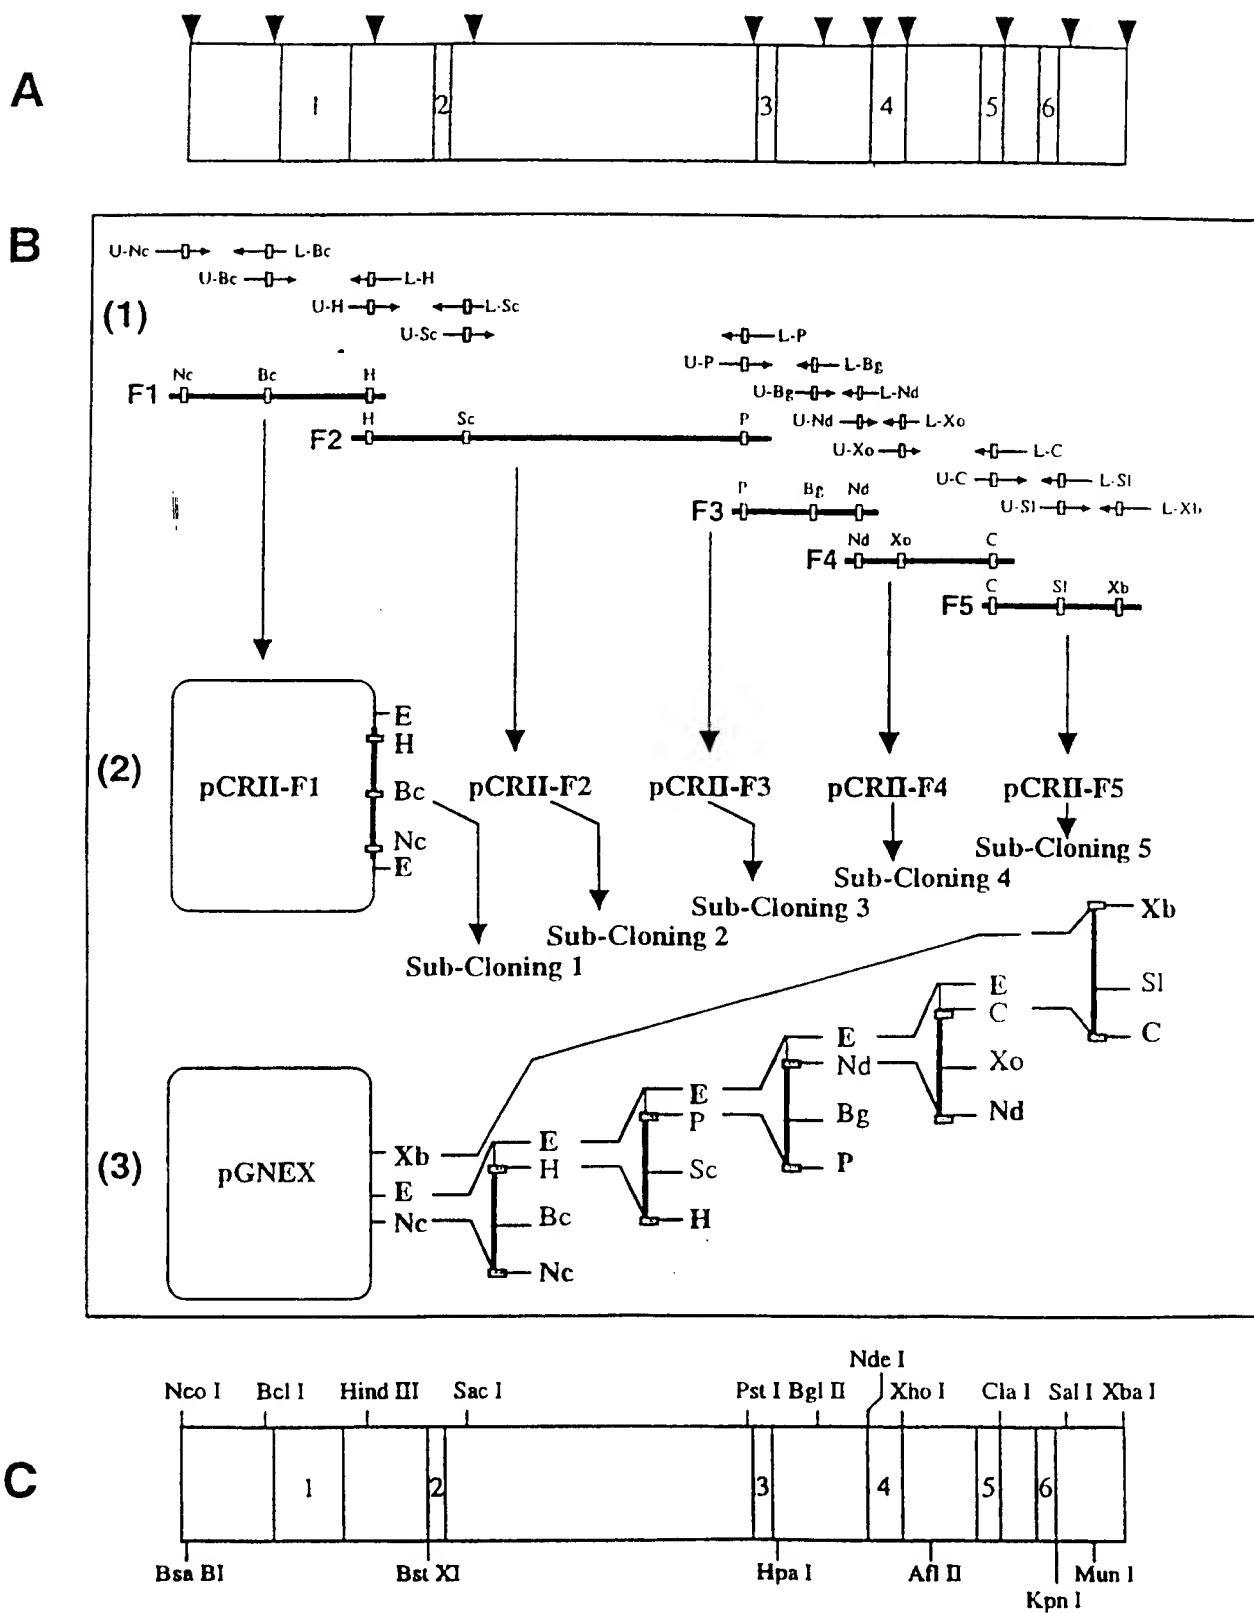 A
1 2 3 4 5 6
B
(1)
U-Nc L-Bc
U-Bc L-H
U-H L-Sc
U-Sc L-P
U-P L-Bg
U-Bg L-Nd
U-Nd L-Xo
U-Xo L-C
U-C L-Sl
U-Sl L-Xb
F1 Nc Bc H
F2 H Sc P
F3 P Bg Nd
F4 Nd Xo C
F5 C Sl Xb
(2)
pCRII-F1
E
H
Bc
Nc
E
pCRII-F2 pCRII-F3 pCRII-F4 pCRII-F5
Sub-Cloning 5
Sub-Cloning 4
Sub-Cloning 3
Sub-Cloning 2
Sub-Cloning 1
(3)
pGNEX
Xb
E
Nc
E
H
Bc
Nc
E
P
Sc
H
E
Nd
Bg
P
E
C
Xo
Nd
Xb
Sl
C
C
Nde I
Nco I Bcl I Hind III Sac I Pst I Bgl II Xho I Cla I Sal I Xba I
1 2 3 4 5 6
Bsa BI Bst XI Hpa I Afl II Mun I
Kpn I